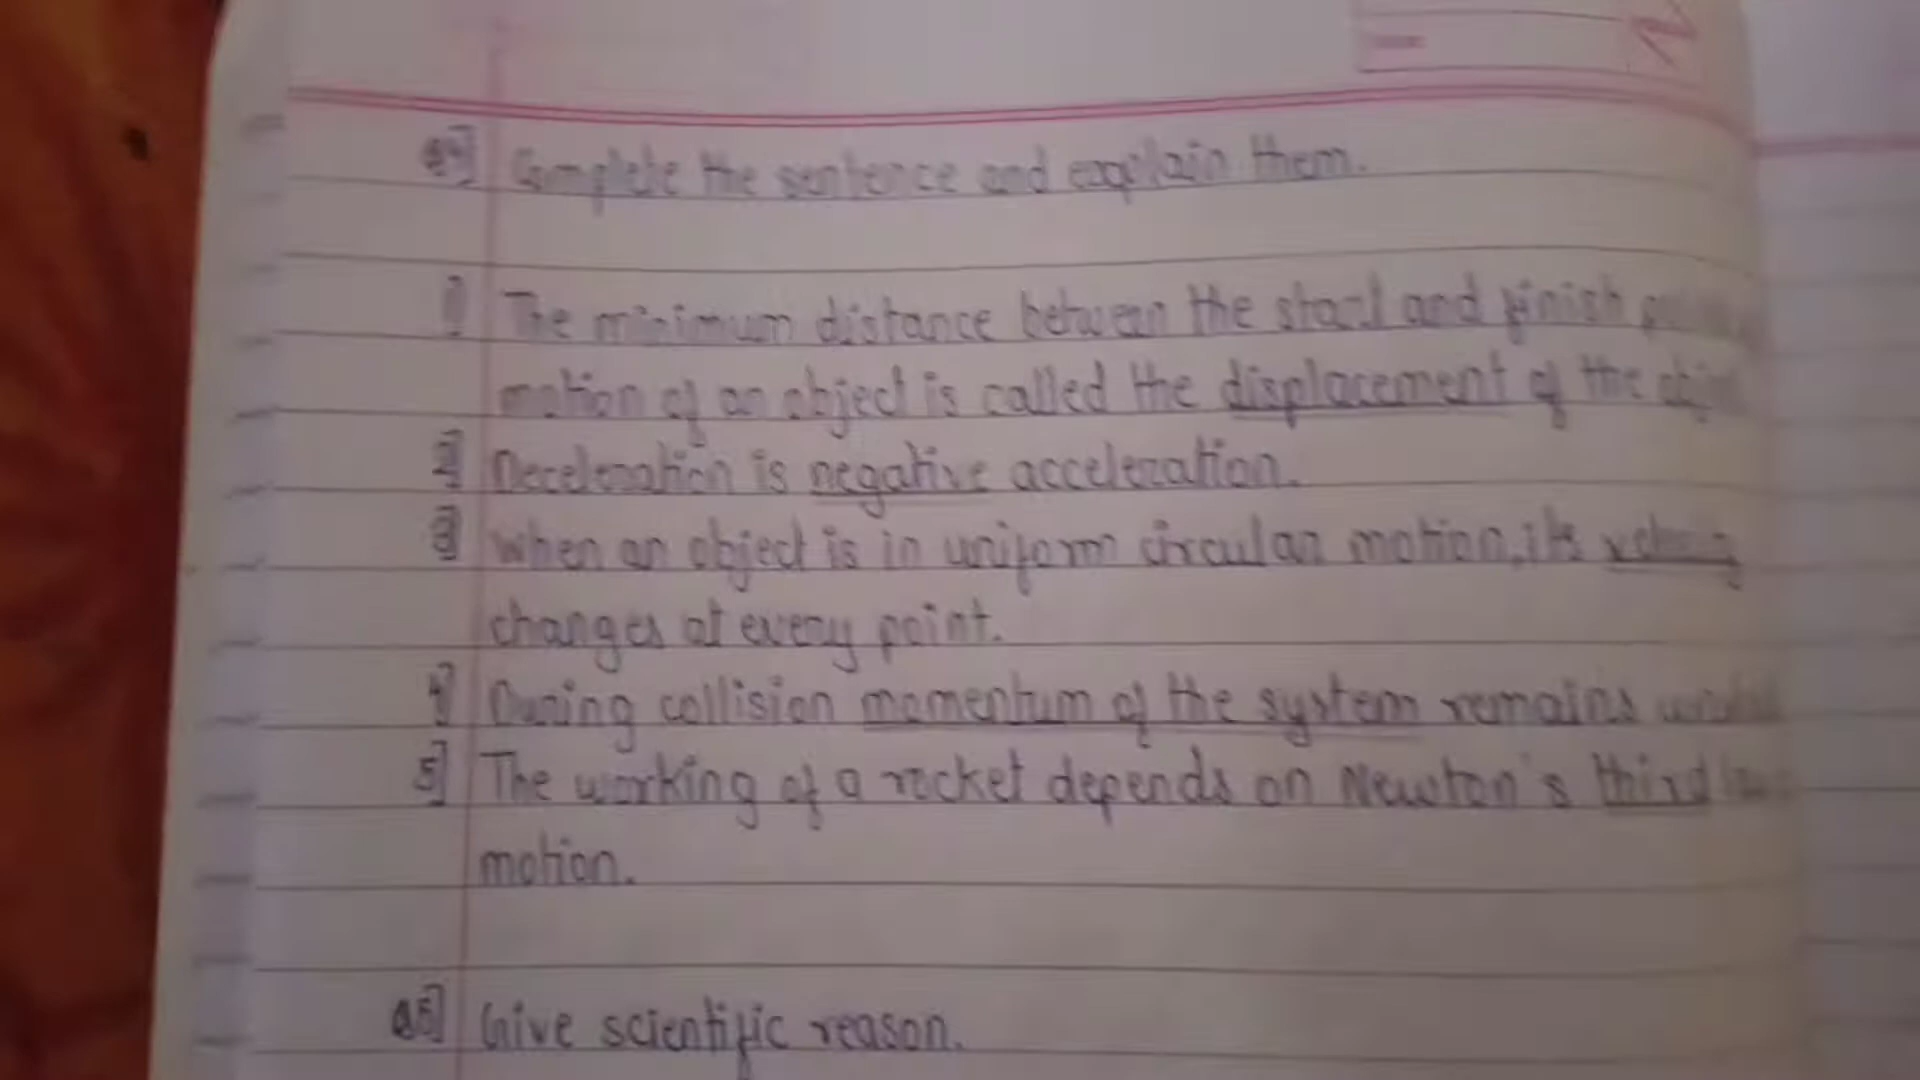 Q4] Complete the sentence and explain them.
1] The minimum distance between the start and finish
motion of an object is called the displacement of the
2] Deceleration is negative acceleration.
3] when an object is in uniform circular motion, its velocity
changes at every point.
4] During collision momentum of the system remains
5] The working of a rocket depends on Newton's third
motion.
Q5] Give scientific reason.